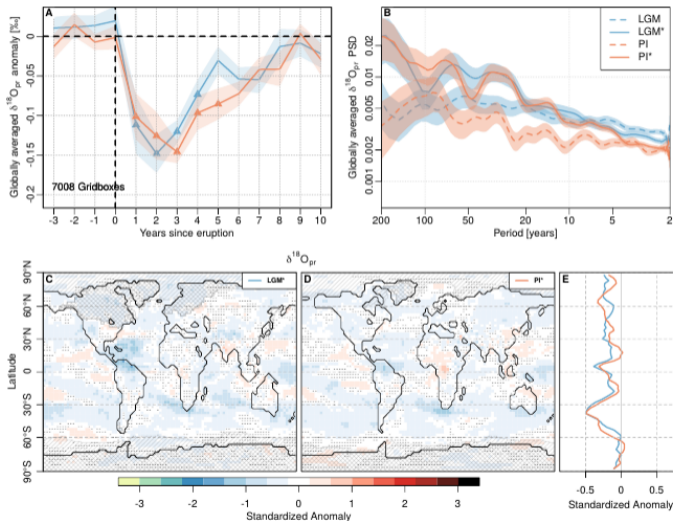 A
Globally averaged δ¹⁸Opr anomaly [‰]
0
-0.05
-0.1
-0.15
-0.2
7008 Gridboxes
-3 -2 -1 0 1 2 3 4 5 6 7 8 9 10
Years since eruption
B
Globally averaged δ¹⁸Opr PSD
0.02
0.01
0.005
0.002
0.001
200 100 50 20 10 5 2
Period [years]
LGM
LGM*
PI
PI*
δ¹⁸Opr
C
LGM*
D
PI*
E
Latitude
90°N
60°N
30°N
0
30°S
60°S
90°S
-3 -2 -1 0 1 2 3
Standardized Anomaly
-0.5 0 0.5
Standardized Anomaly